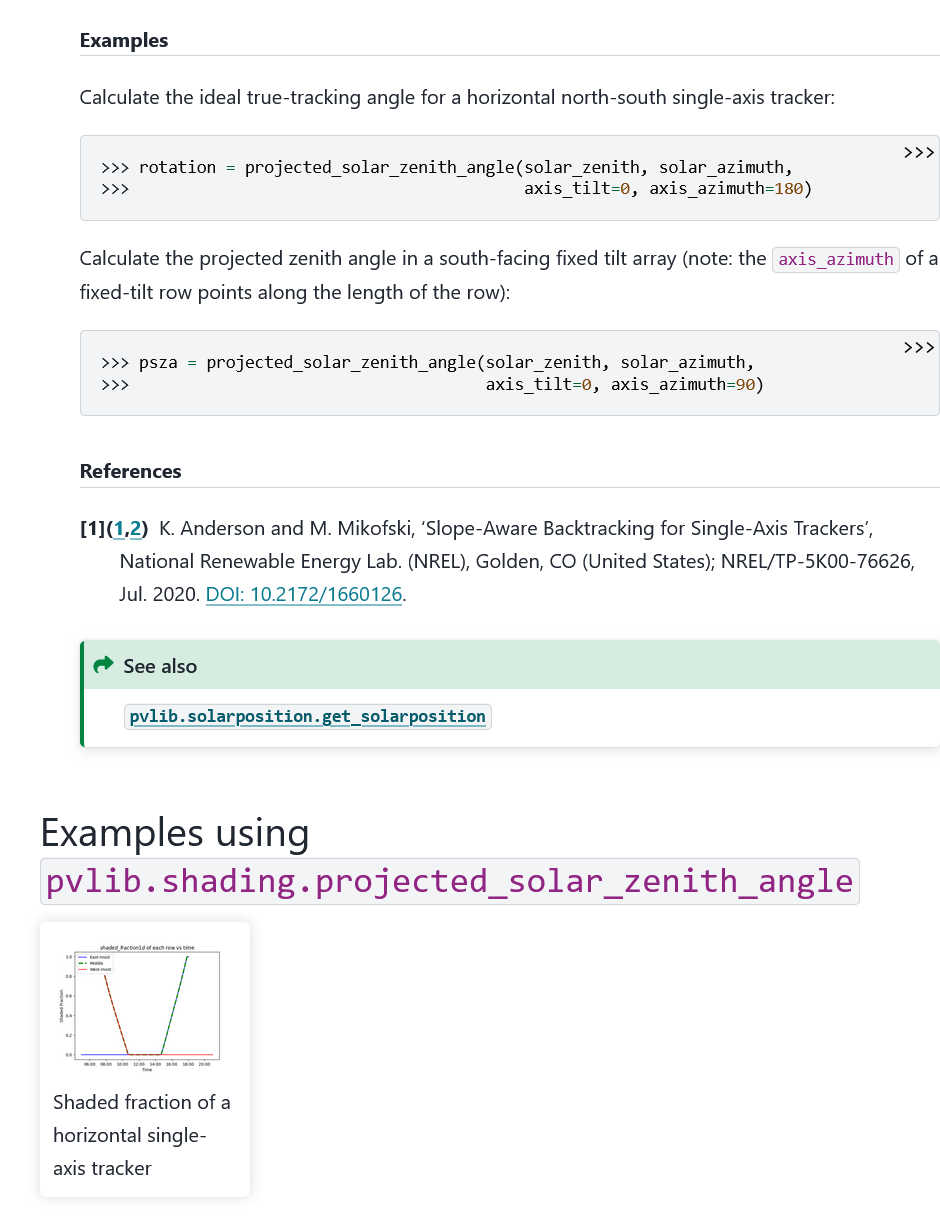 Examples
Calculate the ideal true-tracking angle for a horizontal north-south single-axis tracker:
>>>
>>> rotation = projected_solar_zenith_angle(solar_zenith, solar_azimuth,
>>>                                         axis_tilt=0, axis_azimuth=180)
Calculate the projected zenith angle in a south-facing fixed tilt array (note: the axis_azimuth of a
fixed-tilt row points along the length of the row):
>>>
>>> psza = projected_solar_zenith_angle(solar_zenith, solar_azimuth,
>>>                                     axis_tilt=0, axis_azimuth=90)
References
[1](1,2) K. Anderson and M. Mikofski, ‘Slope-Aware Backtracking for Single-Axis Trackers’,
National Renewable Energy Lab. (NREL), Golden, CO (United States); NREL/TP-5K00-76626,
Jul. 2020. DOI: 10.2172/1660126.
See also
pvlib.solarposition.get_solarposition
Examples using
pvlib.shading.projected_solar_zenith_angle
shaded_fraction1d of each row vs time
East-most
Middle
West-most
1.0
0.8
0.6
0.4
0.2
0.0
Shaded Fraction
06:00 08:00 10:00 12:00 14:00 16:00 18:00 20:00
Time
Shaded fraction of a
horizontal single-
axis tracker